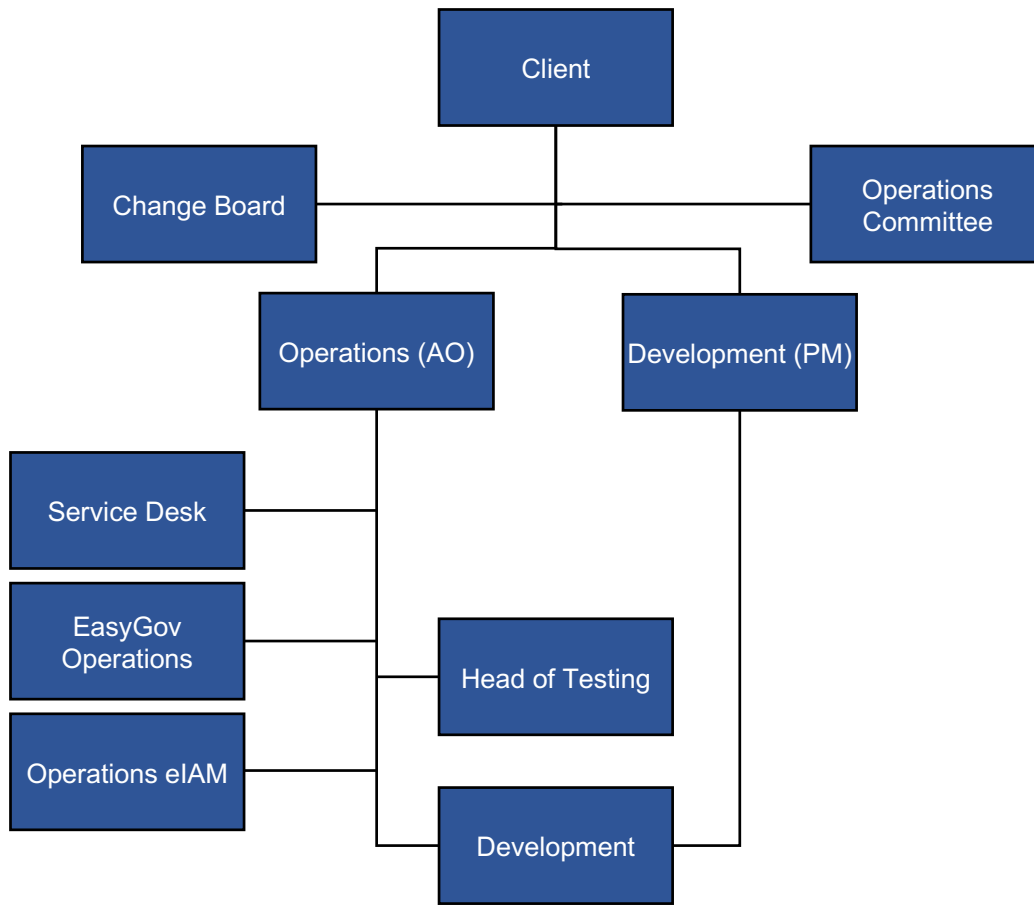 Client
Change Board
Operations
Committee
Operations (AO)
Development (PM)
Service Desk
EasyGov
Operations
Head of Testing
Operations eIAM
Development